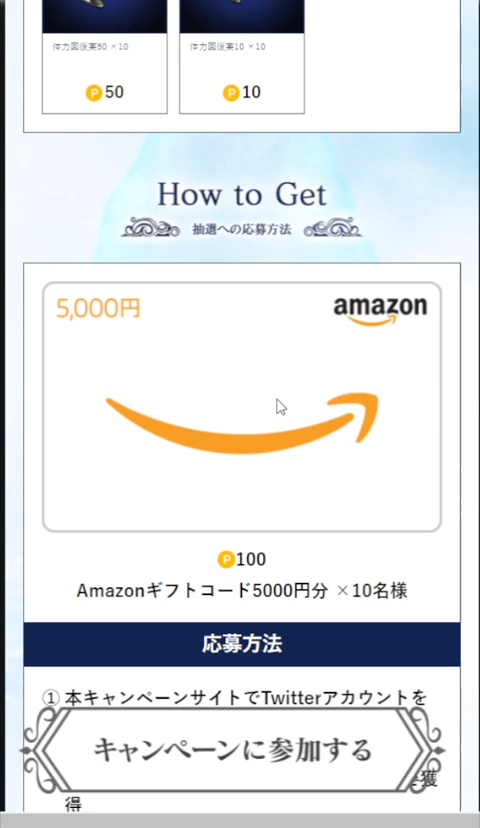 体力回復薬50 ×10
体力回復薬10 ×10
P 50
P 10
How to Get
抽選への応募方法
5,000円
amazon
P 100
Amazonギフトコード5000円分 ×10名様
応募方法
① 本キャンペーンサイトでTwitterアカウントを
キャンペーンに参加する
獲
得